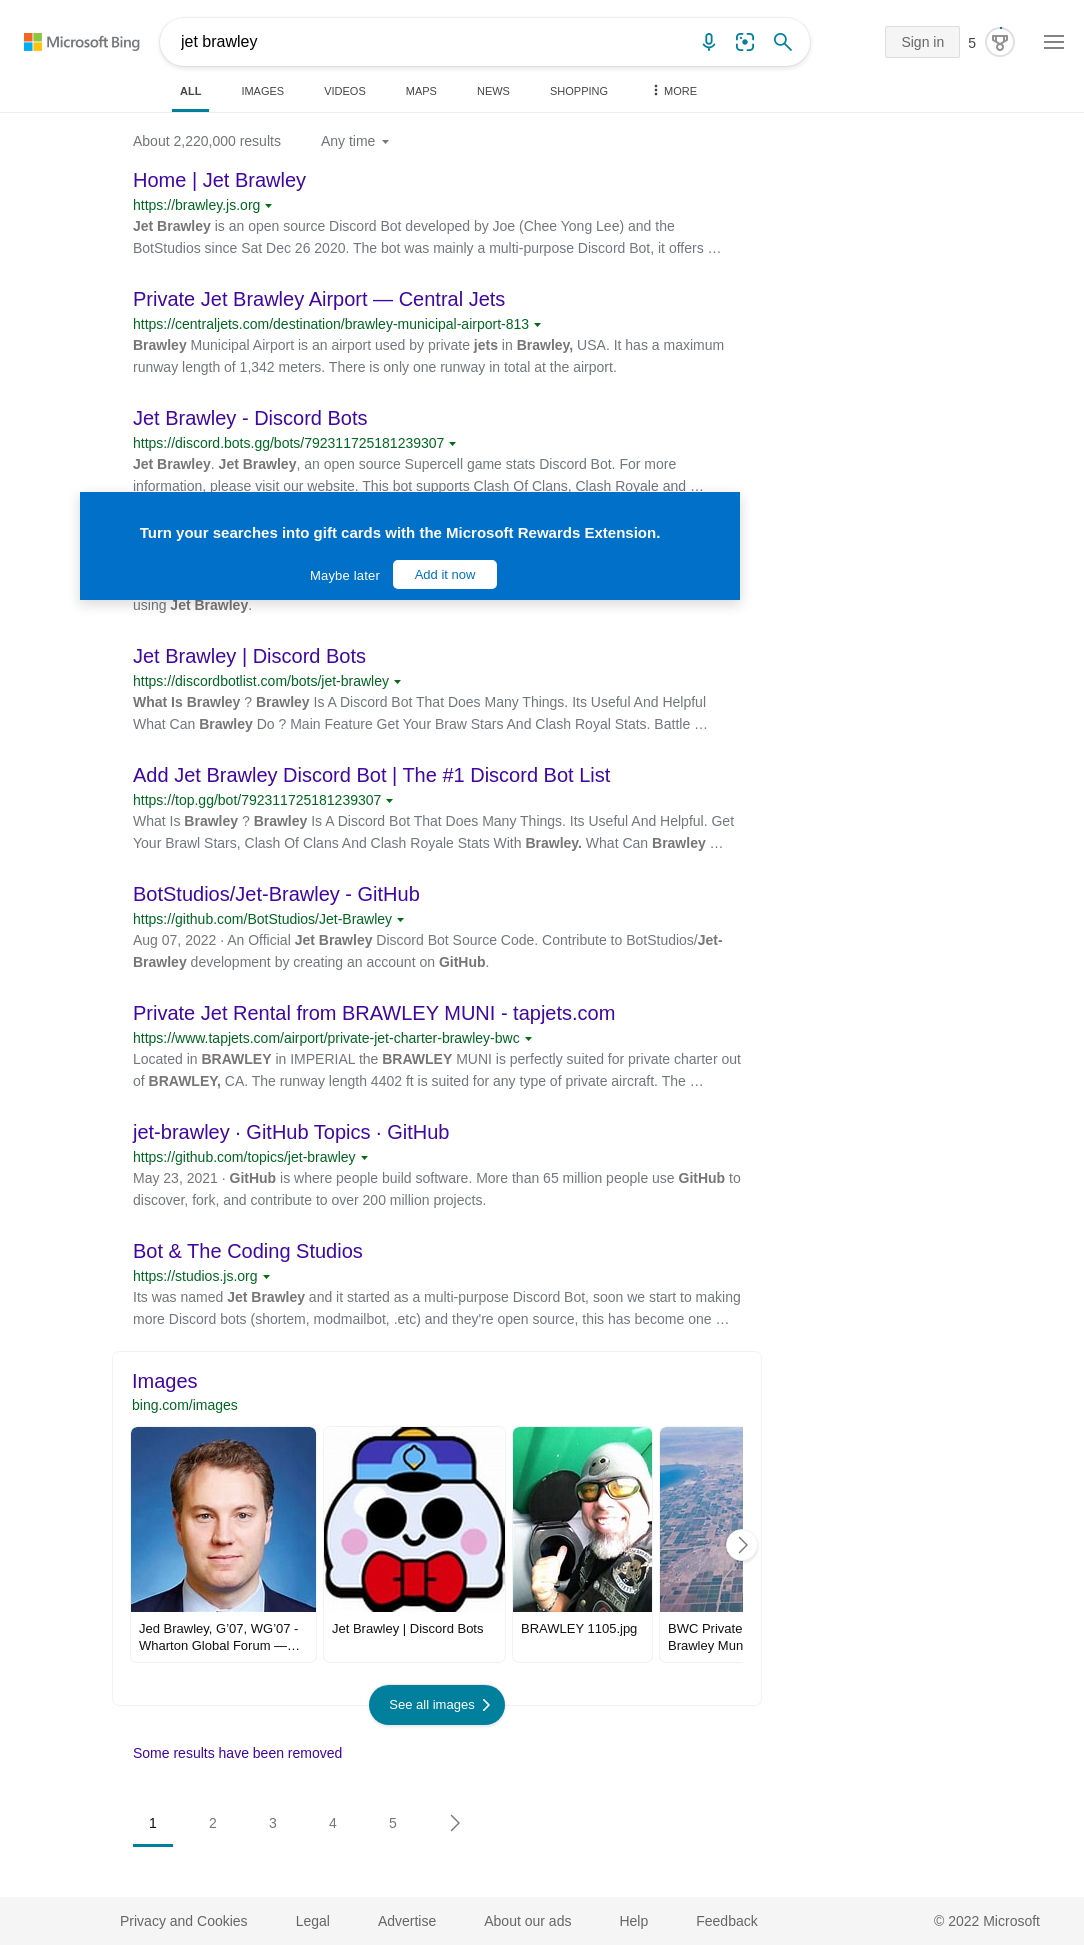 Microsoft Bing
jet brawley
Sign in
5
ALL
IMAGES
VIDEOS
MAPS
NEWS
SHOPPING
MORE
About 2,220,000 results
Any time
Home | Jet Brawley
https://brawley.js.org
Jet Brawley is an open source Discord Bot developed by Joe (Chee Yong Lee) and the
BotStudios since Sat Dec 26 2020. The bot was mainly a multi-purpose Discord Bot, it offers …
Private Jet Brawley Airport — Central Jets
https://centraljets.com/destination/brawley-municipal-airport-813
Brawley Municipal Airport is an airport used by private jets in Brawley, USA. It has a maximum
runway length of 1,342 meters. There is only one runway in total at the airport.
Jet Brawley - Discord Bots
https://discord.bots.gg/bots/792311725181239307
Jet Brawley. Jet Brawley, an open source Supercell game stats Discord Bot. For more
information, please visit our website. This bot supports Clash Of Clans, Clash Royale and …
Turn your searches into gift cards with the Microsoft Rewards Extension.
Maybe later
Add it now
using Jet Brawley.
Jet Brawley | Discord Bots
https://discordbotlist.com/bots/jet-brawley
What Is Brawley ? Brawley Is A Discord Bot That Does Many Things. Its Useful And Helpful
What Can Brawley Do ? Main Feature Get Your Braw Stars And Clash Royal Stats. Battle …
Add Jet Brawley Discord Bot | The #1 Discord Bot List
https://top.gg/bot/792311725181239307
What Is Brawley ? Brawley Is A Discord Bot That Does Many Things. Its Useful And Helpful. Get
Your Brawl Stars, Clash Of Clans And Clash Royale Stats With Brawley. What Can Brawley …
BotStudios/Jet-Brawley - GitHub
https://github.com/BotStudios/Jet-Brawley
Aug 07, 2022 · An Official Jet Brawley Discord Bot Source Code. Contribute to BotStudios/Jet-
Brawley development by creating an account on GitHub.
Private Jet Rental from BRAWLEY MUNI - tapjets.com
https://www.tapjets.com/airport/private-jet-charter-brawley-bwc
Located in BRAWLEY in IMPERIAL the BRAWLEY MUNI is perfectly suited for private charter out
of BRAWLEY, CA. The runway length 4402 ft is suited for any type of private aircraft. The …
jet-brawley · GitHub Topics · GitHub
https://github.com/topics/jet-brawley
May 23, 2021 · GitHub is where people build software. More than 65 million people use GitHub to
discover, fork, and contribute to over 200 million projects.
Bot & The Coding Studios
https://studios.js.org
Its was named Jet Brawley and it started as a multi-purpose Discord Bot, soon we start to making
more Discord bots (shortem, modmailbot, .etc) and they're open source, this has become one …
Images
bing.com/images
Jed Brawley, G’07, WG’07 -
Wharton Global Forum —…
Jet Brawley | Discord Bots
BRAWLEY 1105.jpg
BWC Private
Brawley Mun
See all images
Some results have been removed
1
2
3
4
5
Privacy and Cookies
Legal
Advertise
About our ads
Help
Feedback
© 2022 Microsoft